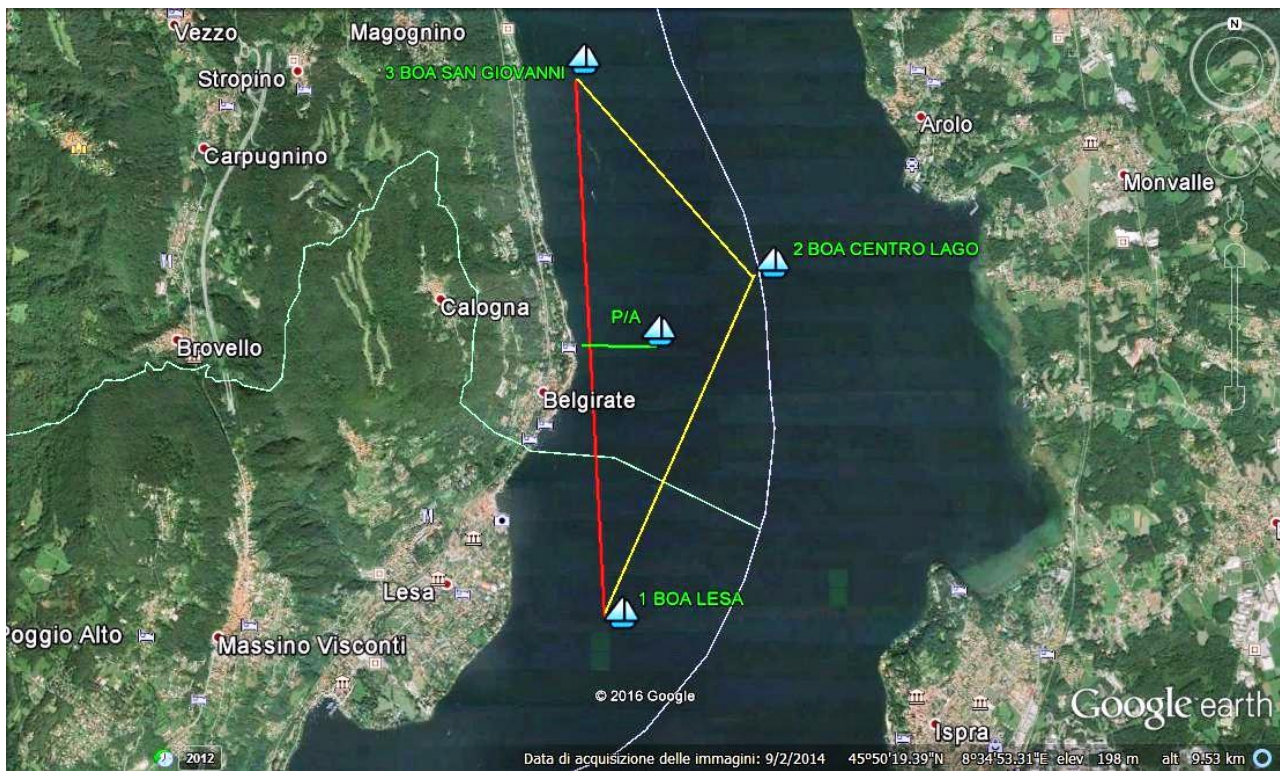 Vezzo
Magognino
N
Stropino
3 BOA SAN GIOVANNI
Arolo
Carpugnino
Monvalle
2 BOA CENTRO LAGO
Calogna
P/A
Brovello
Belgirate
Lesa
1 BOA LESA
Poggio Alto
Massino Visconti
© 2016 Google
Google earth
Ispra
2012
Data di acquisizione delle immagini: 9/2/2014 45°50'19.39"N 8°34'53.31"E elev 198 m alt 9.53 km